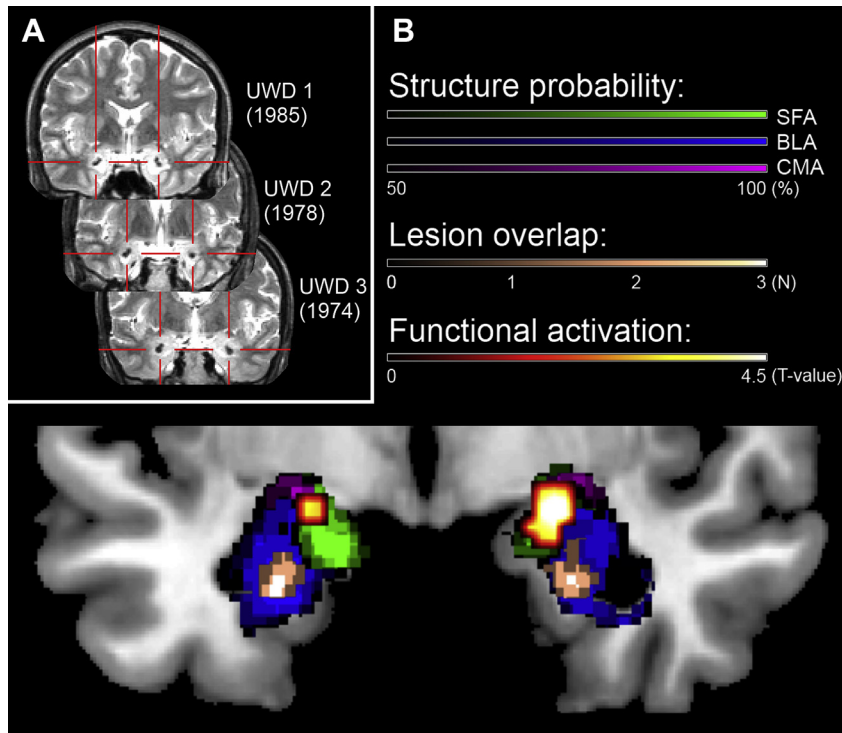 A
UWD 1
(1985)
UWD 2
(1978)
UWD 3
(1974)
B
Structure probability:
SFA
BLA
CMA
50 100 (%)
Lesion overlap:
0 1 2 3 (N)
Functional activation:
0 4.5 (T-value)